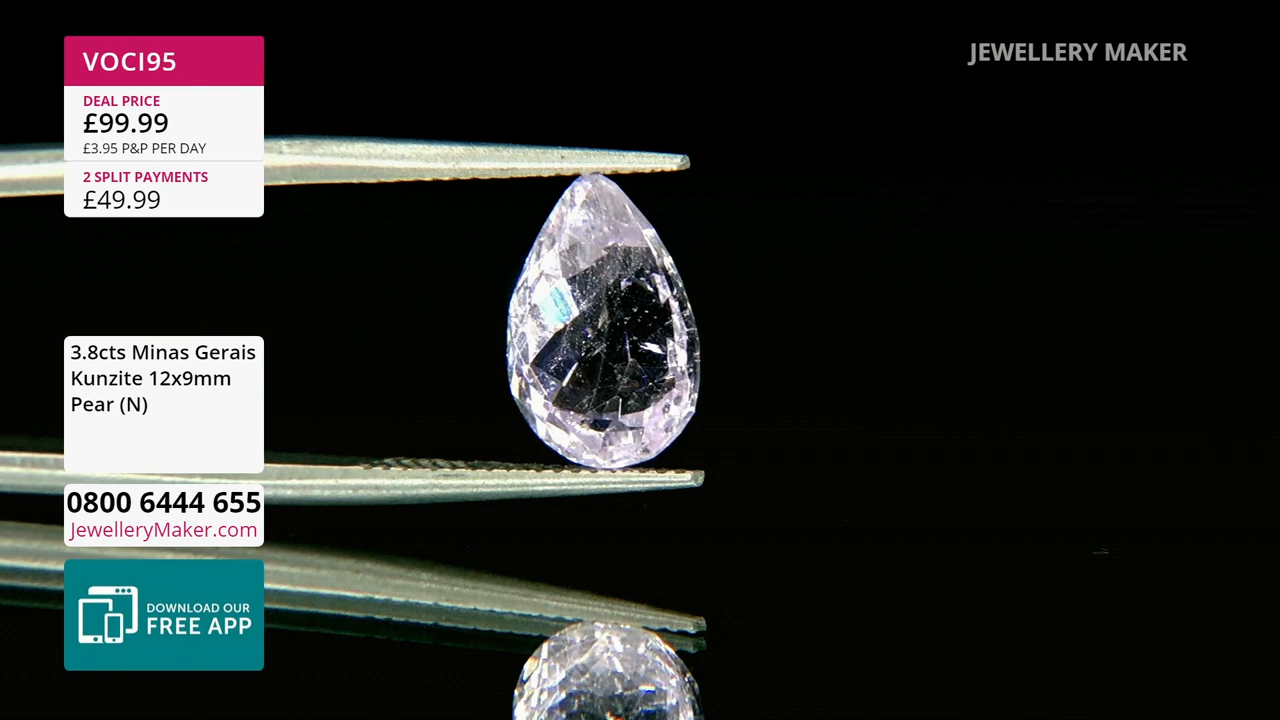 VOCI95
DEAL PRICE
£99.99
£3.95 P&P PER DAY
2 SPLIT PAYMENTS
£49.99
JEWELLERY MAKER
3.8cts Minas Gerais
Kunzite 12x9mm
Pear (N)
0800 6444 655
JewelleryMaker.com
DOWNLOAD OUR
FREE APP